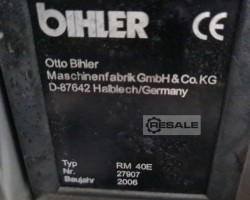 BIHLER CE
Otto Bihler
Maschinenfabrik GmbH & Co. KG
D-87642 Halblech/Germany
RESALE
Typ RM 40E
Nr. 27907
Baujahr 2006